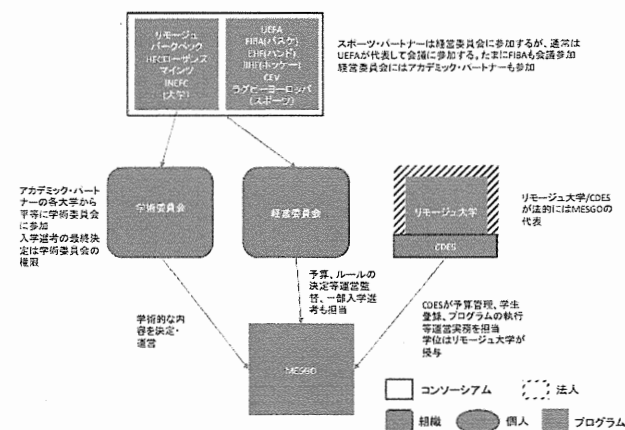 リモージュ
バークベック
HECローザンヌ
マインツ
INEFC
(大学)
UEFA
FIBA(バスケ)
EHF(ハンド)
IIHF(ホッケー)
CEV
ラグビーヨーロッパ
(スポーツ)
スポーツ・パートナーは経営委員会に参加するが、通常は
UEFAが代表して会議に参加する。たまにFIBAも会議参加
経営委員会にはアカデミック・パートナーも参加
アカデミック・パート
ナーの各大学から
平等に学術委員会
に参加
入学選考の最終決
定は学術委員会の
権限
学術委員会
経営委員会
リモージュ大学
CDES
リモージュ大学/CDES
が法的にはMESGOの
代表
学術的な内
容を決定・
運営
予算、ルールの
決定等運営監
督、一部入学選
考も担当
CDESが予算管理、学生
登録、プログラムの執行
等運営実務を担当
学位はリモージュ大学が
授与
MESGO
コンソーシアム
法人
組織
個人
プログラム